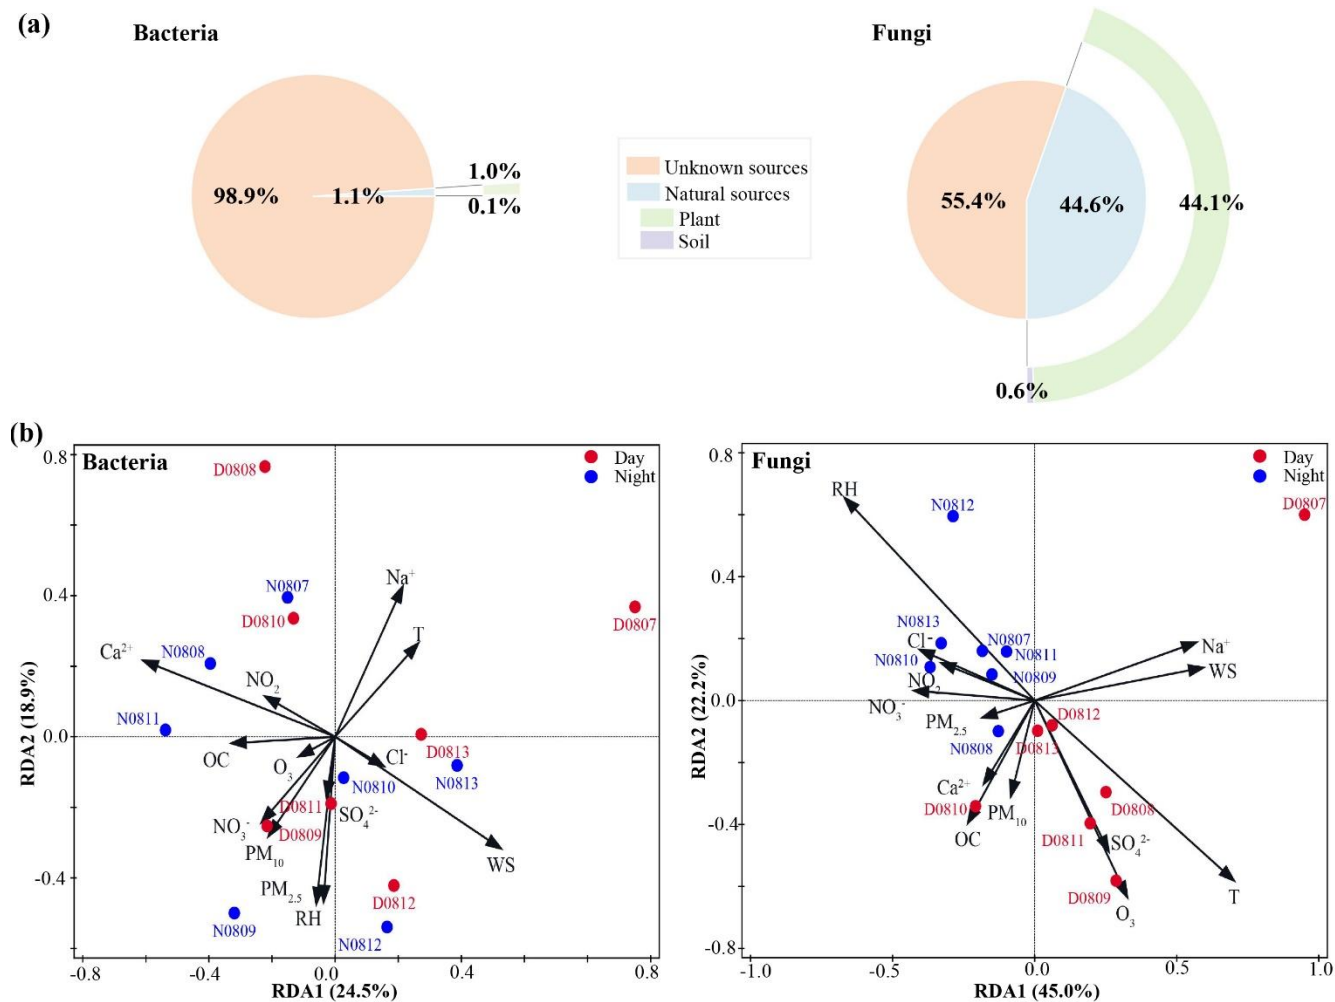 (a)
Bacteria
Fungi
98.9%
1.1%
1.0%
0.1%
Unknown sources
Natural sources
Plant
Soil
55.4%
44.6%
44.1%
0.6%
(b)
Bacteria
Day
Night
0.8
0.4
0.0
-0.4
RDA2 (18.9%)
D0808
N0807
D0810
Na⁺
T
D0807
Ca²⁺
N0808
NO₂
N0811
OC
O₃
Cl⁻
D0813
N0813
N0810
D0811
SO₄²⁻
NO₃⁻
D0809
PM₁₀
WS
PM₂.₅
RH
D0812
N0809
N0812
-0.8
-0.4
0.0
0.4
0.8
RDA1 (24.5%)
Fungi
Day
Night
0.8
0.4
0.0
-0.4
-0.8
RDA2 (22.2%)
RH
N0812
D0807
N0813
Cl⁻
N0807
N0811
Na⁺
N0810
N0809
WS
NO₂
NO₃⁻
PM₂.₅
D0812
N0808
D0813
Ca²⁺
D0810
PM₁₀
D0808
OC
D0811
SO₄²⁻
D0809
T
O₃
-1.0
-0.5
0.0
0.5
1.0
RDA1 (45.0%)